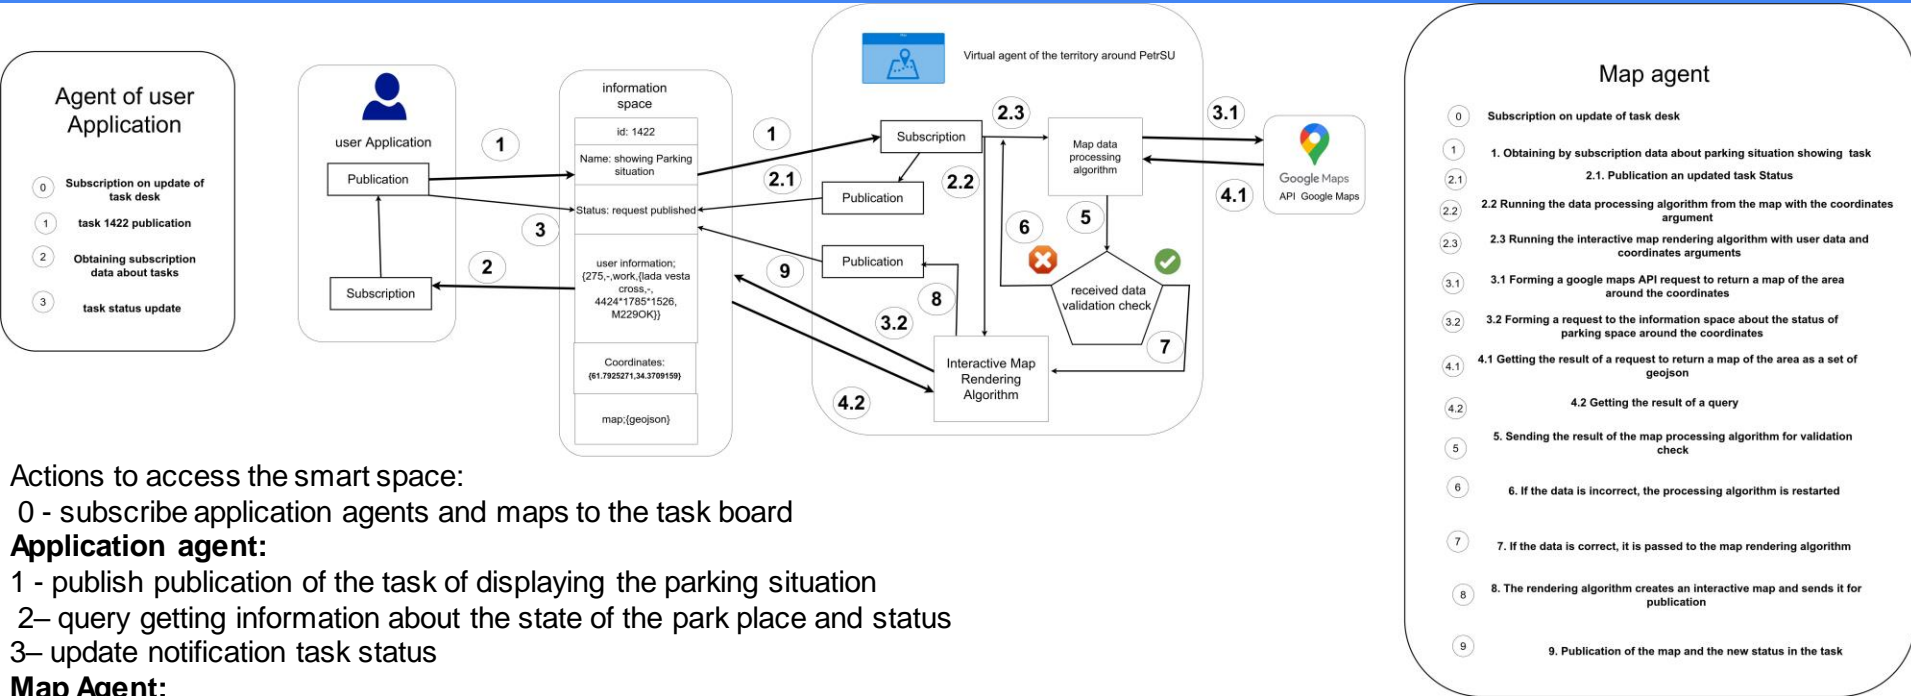 Agent of user
Application
0
Subscription on update of
task desk
1
task 1422 publication
2
Obtaining subscription
data about tasks
3
task status update
user Application
Publication
Subscription
1
3
2
information
space
id: 1422
Name: showing Parking
situation
Status: request published
user information;
{275,-,work,{lada vesta
cross,-,
4424*1785*1526,
M229OK}}
Coordinates:
{61.7925271,34.3709159}
map;{geojson}
1
2.1
9
3.2
4.2
Virtual agent of the territory around PetrSU
Subscription
2.3
2.2
Publication
Publication
8
6
Map data
processing
algorithm
5
received data
validation check
7
Interactive Map
Rendering
Algorithm
3.1
4.1
Google Maps
API Google Maps
Map agent
0
Subscription on update of task desk
1
1. Obtaining by subscription data about parking situation showing task
2.1
2.1. Publication an updated task Status
2.2
2.2 Running the data processing algorithm from the map with the coordinates
argument
2.3
2.3 Running the interactive map rendering algorithm with user data and
coordinates arguments
3.1
3.1 Forming a google maps API request to return a map of the area
around the coordinates
3.2
3.2 Forming a request to the information space about the status of
parking space around the coordinates
4.1
4.1 Getting the result of a request to return a map of the area as a set of
geojson
4.2
4.2 Getting the result of a query
5
5. Sending the result of the map processing algorithm for validation
check
6
6. If the data is incorrect, the processing algorithm is restarted
7
7. If the data is correct, it is passed to the map rendering algorithm
8
8. The rendering algorithm creates an interactive map and sends it for
publication
9
9. Publication of the map and the new status in the task
Actions to access the smart space:
0 - subscribe application agents and maps to the task board
Application agent:
1 - publish publication of the task of displaying the parking situation
2– query getting information about the state of the park place and status
3– update notification task status
Map Agent: